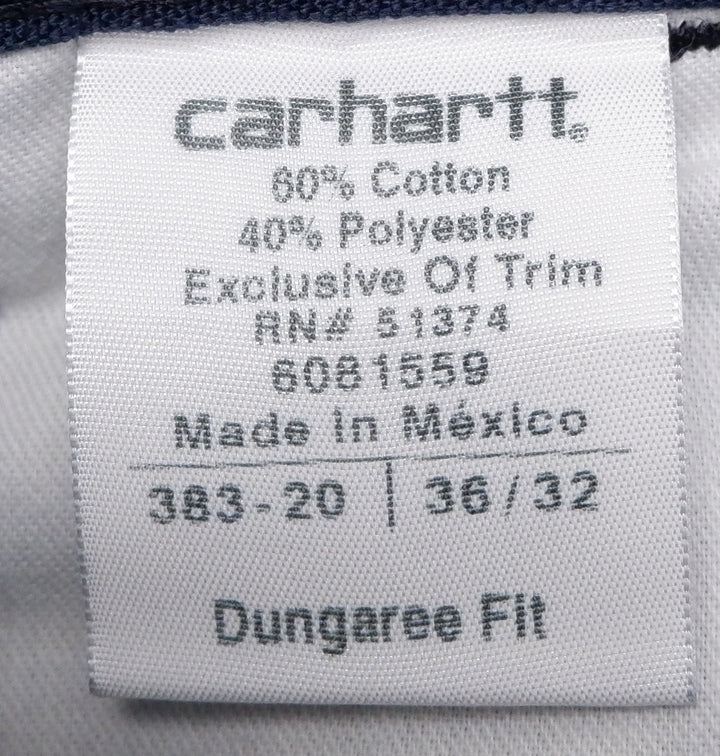 carhartt®
60% Cotton
40% Polyester
Exclusive Of Trim
RN# 51374
6081559
Made in México
383-20 | 36/32
Dungaree Fit